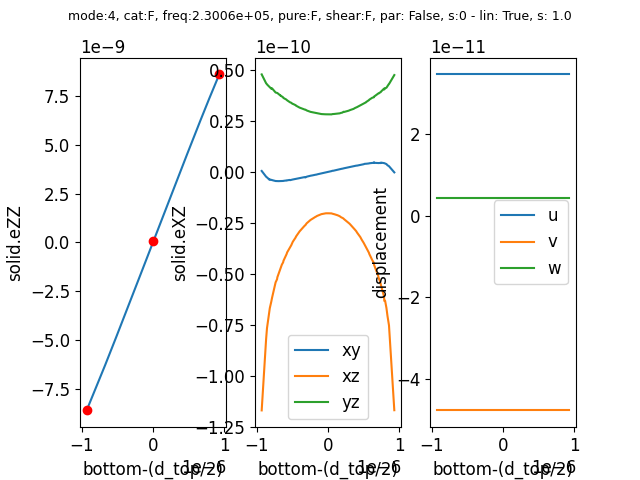 mode:4, cat:F, freq:2.3006e+05, pure:F, shear:F, par: False, s:0 - lin: True, s: 1.0
1e−9
7.5
5.0
2.5
0.0
−2.5
−5.0
−7.5
solid.eZZ
−1
0
1
1e−6
bottom-(d_top/2)
1e−10
0.50
0.25
0.00
−0.25
−0.50
−0.75
−1.00
−1.25
solid.eXZ
xy
xz
yz
−1
0
1
1e−6
bottom-(d_top/2)
1e−11
2
0
−2
−4
displacement
u
v
w
−1
0
1
1e−6
bottom-(d_top/2)